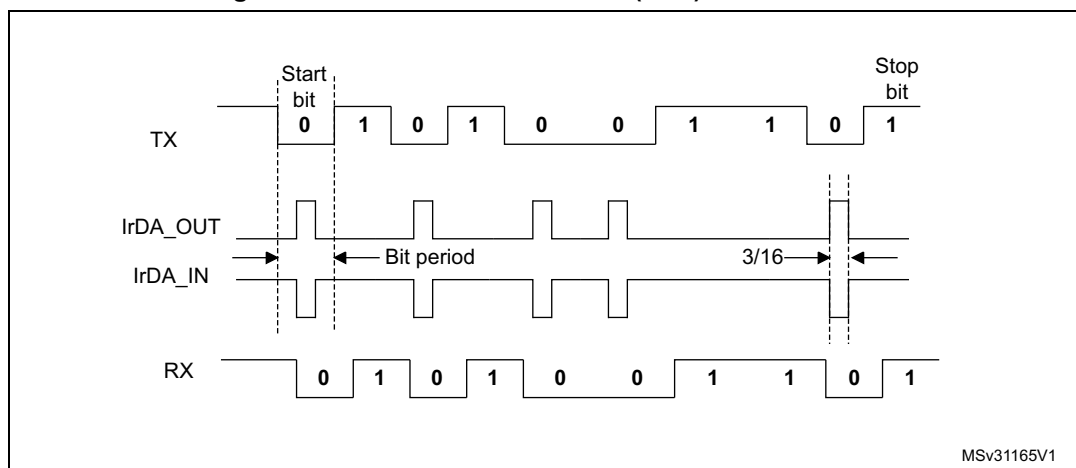 Start
bit
Stop
bit
TX
0 1 0 1 0 0 1 1 0 1
IrDA_OUT
Bit period
3/16
IrDA_IN
RX
0 1 0 1 0 0 1 1 0 1
MSv31165V1